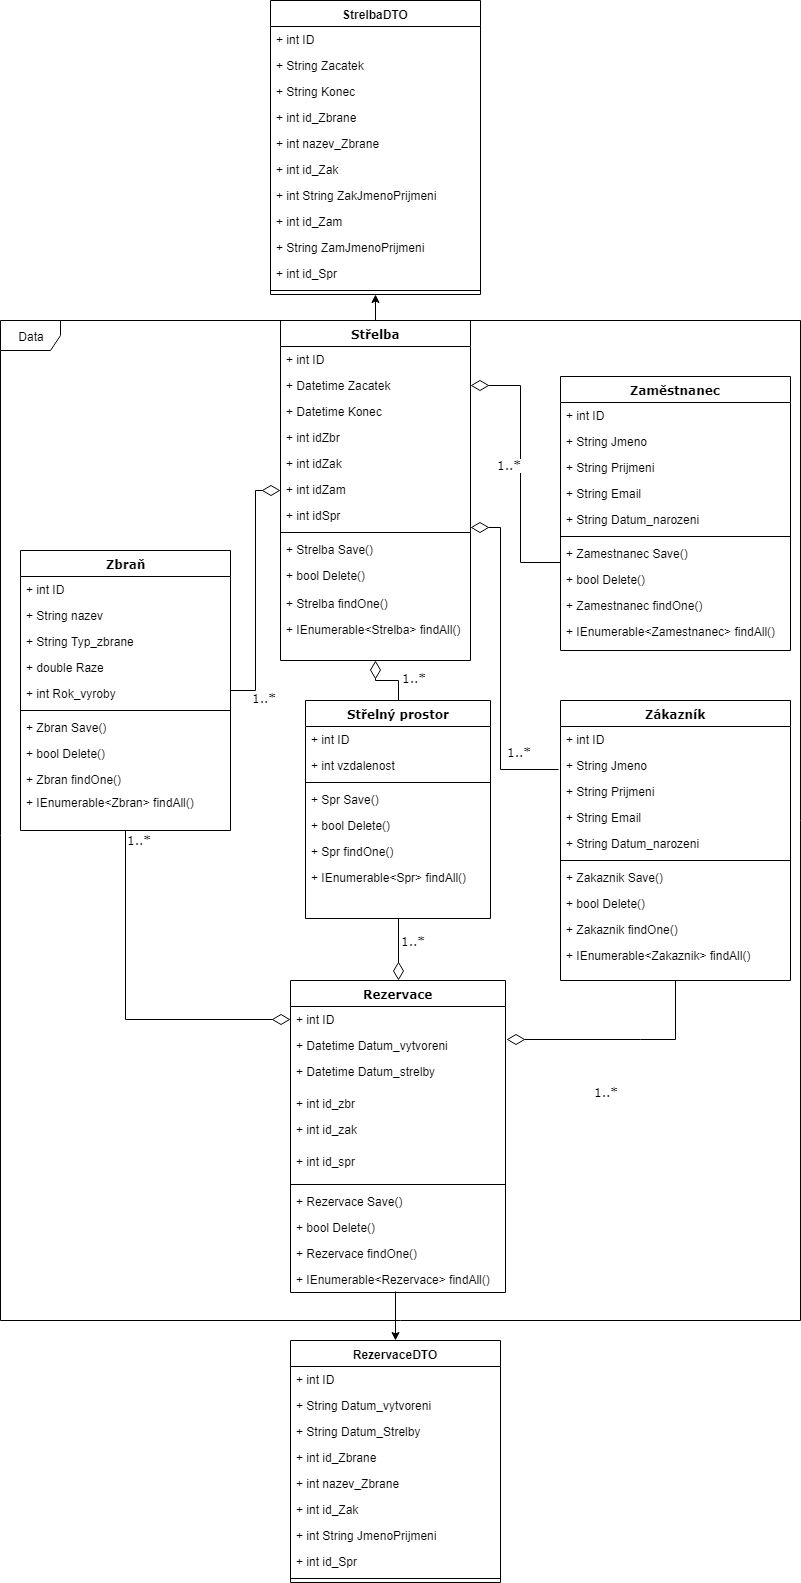 StrelbaDTO
+ int ID
+ String Zacatek
+ String Konec
+ int id_Zbrane
+ int nazev_Zbrane
+ int id_Zak
+ int String ZakJmenoPrijmeni
+ int id_Zam
+ String ZamJmenoPrijmeni
+ int id_Spr
Data
Střelba
+ int ID
+ Datetime Zacatek
+ Datetime Konec
+ int idZbr
+ int idZak
+ int idZam
+ int idSpr
+ Strelba Save()
+ bool Delete()
+ Strelba findOne()
+ IEnumerable<Strelba> findAll()
Zaměstnanec
+ int ID
+ String Jmeno
+ String Prijmeni
+ String Email
+ String Datum_narozeni
+ Zamestnanec Save()
+ bool Delete()
+ Zamestnanec findOne()
+ IEnumerable<Zamestnanec> findAll()
1..*
Zbraň
+ int ID
+ String nazev
+ String Typ_zbrane
+ double Raze
+ int Rok_vyroby
+ Zbran Save()
+ bool Delete()
+ Zbran findOne()
+ IEnumerable<Zbran> findAll()
1..*
1..*
Střelný prostor
+ int ID
+ int vzdalenost
+ Spr Save()
+ bool Delete()
+ Spr findOne()
+ IEnumerable<Spr> findAll()
1..*
Zákazník
+ int ID
+ String Jmeno
+ String Prijmeni
+ String Email
+ String Datum_narozeni
+ Zakaznik Save()
+ bool Delete()
+ Zakaznik findOne()
+ IEnumerable<Zakaznik> findAll()
1..*
1..*
Rezervace
+ int ID
+ Datetime Datum_vytvoreni
+ Datetime Datum_strelby
+ int id_zbr
+ int id_zak
+ int id_spr
+ Rezervace Save()
+ bool Delete()
+ Rezervace findOne()
+ IEnumerable<Rezervace> findAll()
1..*
RezervaceDTO
+ int ID
+ String Datum_vytvoreni
+ String Datum_Strelby
+ int id_Zbrane
+ int nazev_Zbrane
+ int id_Zak
+ int String JmenoPrijmeni
+ int id_Spr